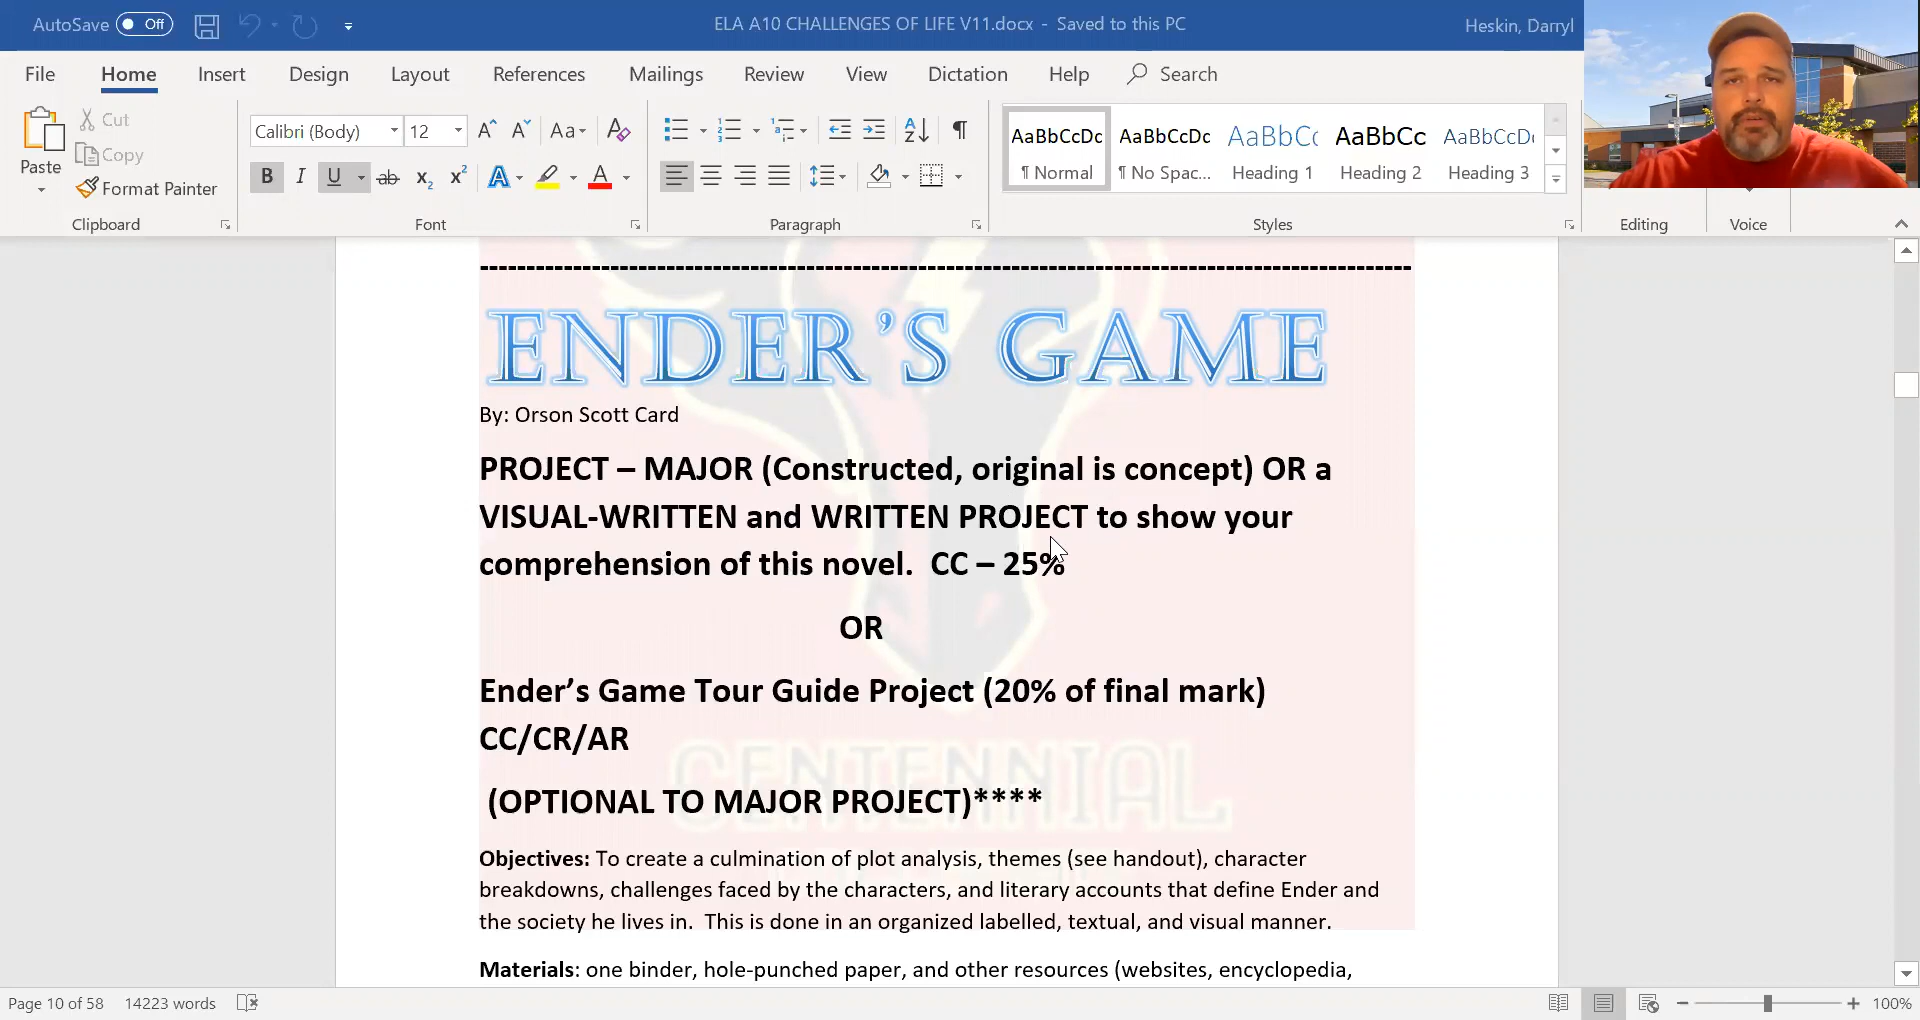 AutoSave Off ELA A10 CHALLENGES OF LIFE V11.docx - Saved to this PC Heskin, Darryl
File Home Insert Design Layout References Mailings Review View Dictation Help Search
Paste Cut Copy Format Painter
Calibri (Body) 12 Aa
B I U ab x₂ x² A A
AaBbCcDc AaBbCcDc AaBbCc AaBbCc AaBbCcD
¶ Normal ¶ No Spac... Heading 1 Heading 2 Heading 3
Clipboard Font Paragraph Styles Editing Voice
ENDER'S GAME
By: Orson Scott Card
PROJECT – MAJOR (Constructed, original is concept) OR a
VISUAL-WRITTEN and WRITTEN PROJECT to show your
comprehension of this novel.  CC – 25%
OR
Ender’s Game Tour Guide Project (20% of final mark)
CC/CR/AR
(OPTIONAL TO MAJOR PROJECT)****
CENTENNIAL
Objectives: To create a culmination of plot analysis, themes (see handout), character
breakdowns, challenges faced by the characters, and literary accounts that define Ender and
the society he lives in.  This is done in an organized labelled, textual, and visual manner.
Materials: one binder, hole-punched paper, and other resources (websites, encyclopedia,
Page 10 of 58 14223 words 100%